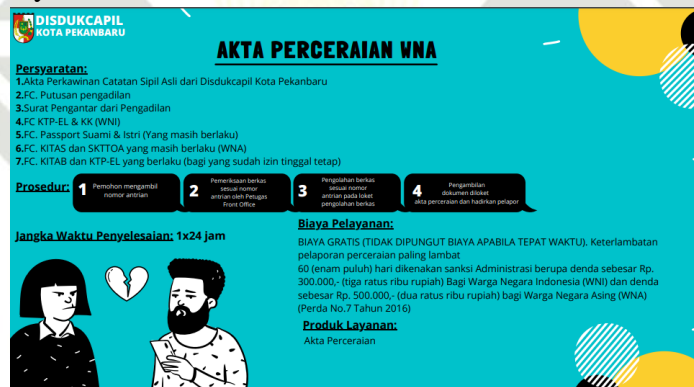 DISDUKCAPIL
KOTA PEKANBARU
AKTA PERCERAIAN WNA
Persyaratan:
1.Akta Perkawinan Catatan Sipil Asli dari Disdukcapil Kota Pekanbaru
2.FC. Putusan pengadilan
3.Surat Pengantar dari Pengadilan
4.FC KTP-EL & KK (WNI)
5.FC. Passport Suami & Istri (Yang masih berlaku)
6.FC. KITAS dan SKTTOA yang masih berlaku (WNA)
7.FC. KITAB dan KTP-EL yang berlaku (bagi yang sudah izin tinggal tetap)
Prosedur:
1 Pemohon mengambil
nomor antrian
2 Pemeriksaan berkas
sesuai nomor
antrian oleh Petugas
Front Office
3 Pengolahan berkas
sesuai nomor
antrian pada loket
pengolahan berkas
4 Pengambilan
dokumen diloket
akta perceraian dan hadirkan pelapor
Jangka Waktu Penyelesaian: 1x24 jam
Biaya Pelayanan:
BIAYA GRATIS (TIDAK DIPUNGUT BIAYA APABILA TEPAT WAKTU). Keterlambatan
pelaporan perceraian paling lambat
60 (enam puluh) hari dikenakan sanksi Administrasi berupa denda sebesar Rp.
300.000,- (tiga ratus ribu rupiah) Bagi Warga Negara Indonesia (WNI) dan denda
sebesar Rp. 500.000,- (dua ratus ribu rupiah) bagi Warga Negara Asing (WNA)
(Perda No.7 Tahun 2016)
Produk Layanan:
Akta Perceraian